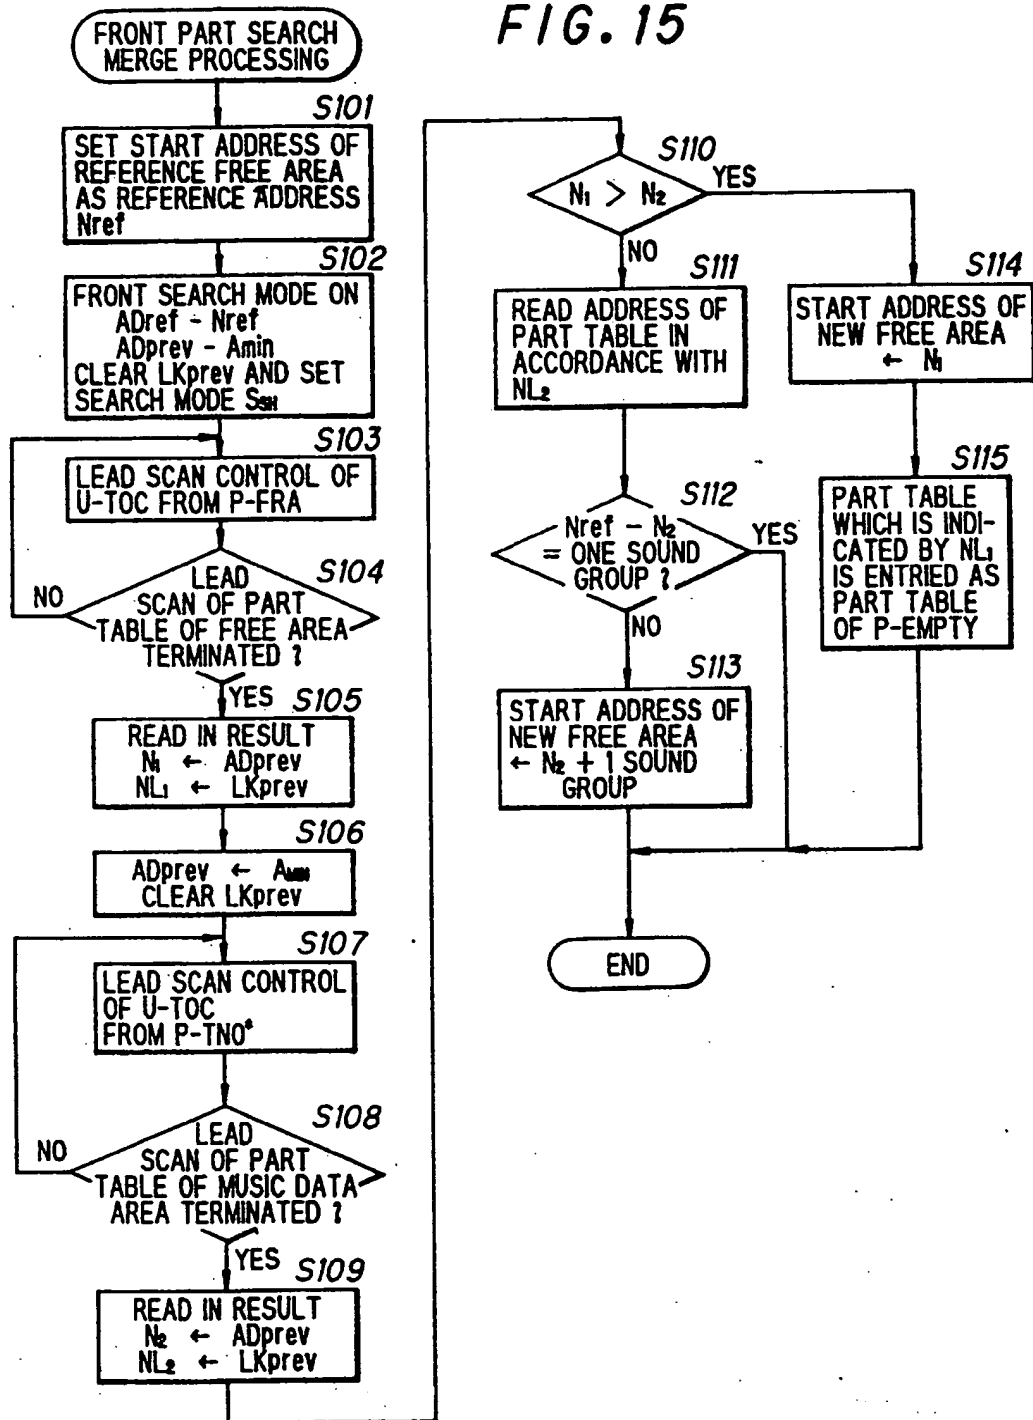 FIG. 15
FRONT PART SEARCH
MERGE PROCESSING
S101
SET START ADDRESS OF
REFERENCE FREE AREA
AS REFERENCE ADDRESS
Nref
S102
FRONT SEARCH MODE ON
ADref - Nref
ADprev - Amin
CLEAR LKprev AND SET
SEARCH MODE SSH
S103
LEAD SCAN CONTROL OF
U-TOC FROM P-FRA
S104
LEAD
SCAN OF PART
TABLE OF FREE AREA
TERMINATED ?
NO
YES
S105
READ IN RESULT
N1 ← ADprev
NL1 ← LKprev
S106
ADprev ← AMIN
CLEAR LKprev
S107
LEAD SCAN CONTROL
OF U-TOC
FROM P-TNO*
S108
LEAD
SCAN OF PART
TABLE OF MUSIC DATA
AREA TERMINATED ?
NO
YES
S109
READ IN RESULT
N2 ← ADprev
NL2 ← LKprev
S110
N1 > N2
YES
NO
S111
READ ADDRESS OF
PART TABLE IN
ACCORDANCE WITH
NL2
S112
Nref - N2
= ONE SOUND
GROUP ?
YES
NO
S113
START ADDRESS OF
NEW FREE AREA
← N2 + 1 SOUND
GROUP
S114
START ADDRESS OF
NEW FREE AREA
← N1
S115
PART TABLE
WHICH IS INDI-
CATED BY NL1
IS ENTRIED AS
PART TABLE
OF P-EMPTY
END